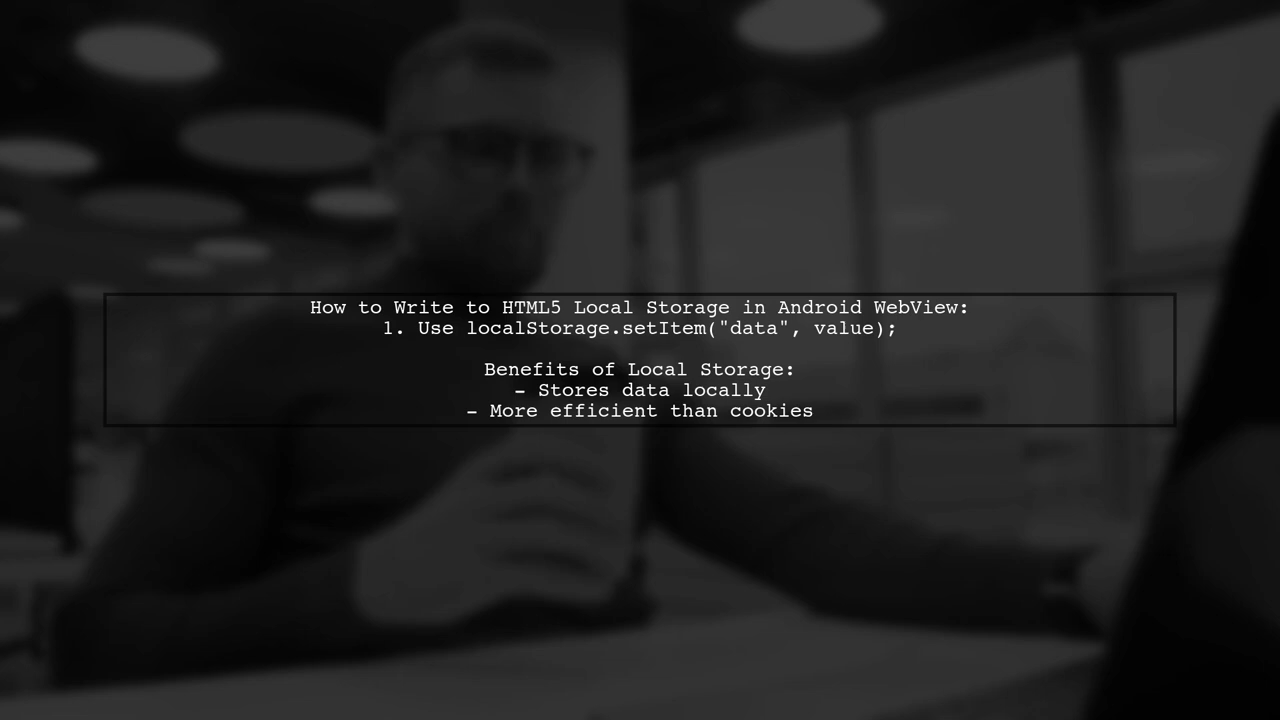 How to Write to HTML5 Local Storage in Android WebView:
1. Use localStorage.setItem("data", value);
Benefits of Local Storage:
– Stores data locally
– More efficient than cookies